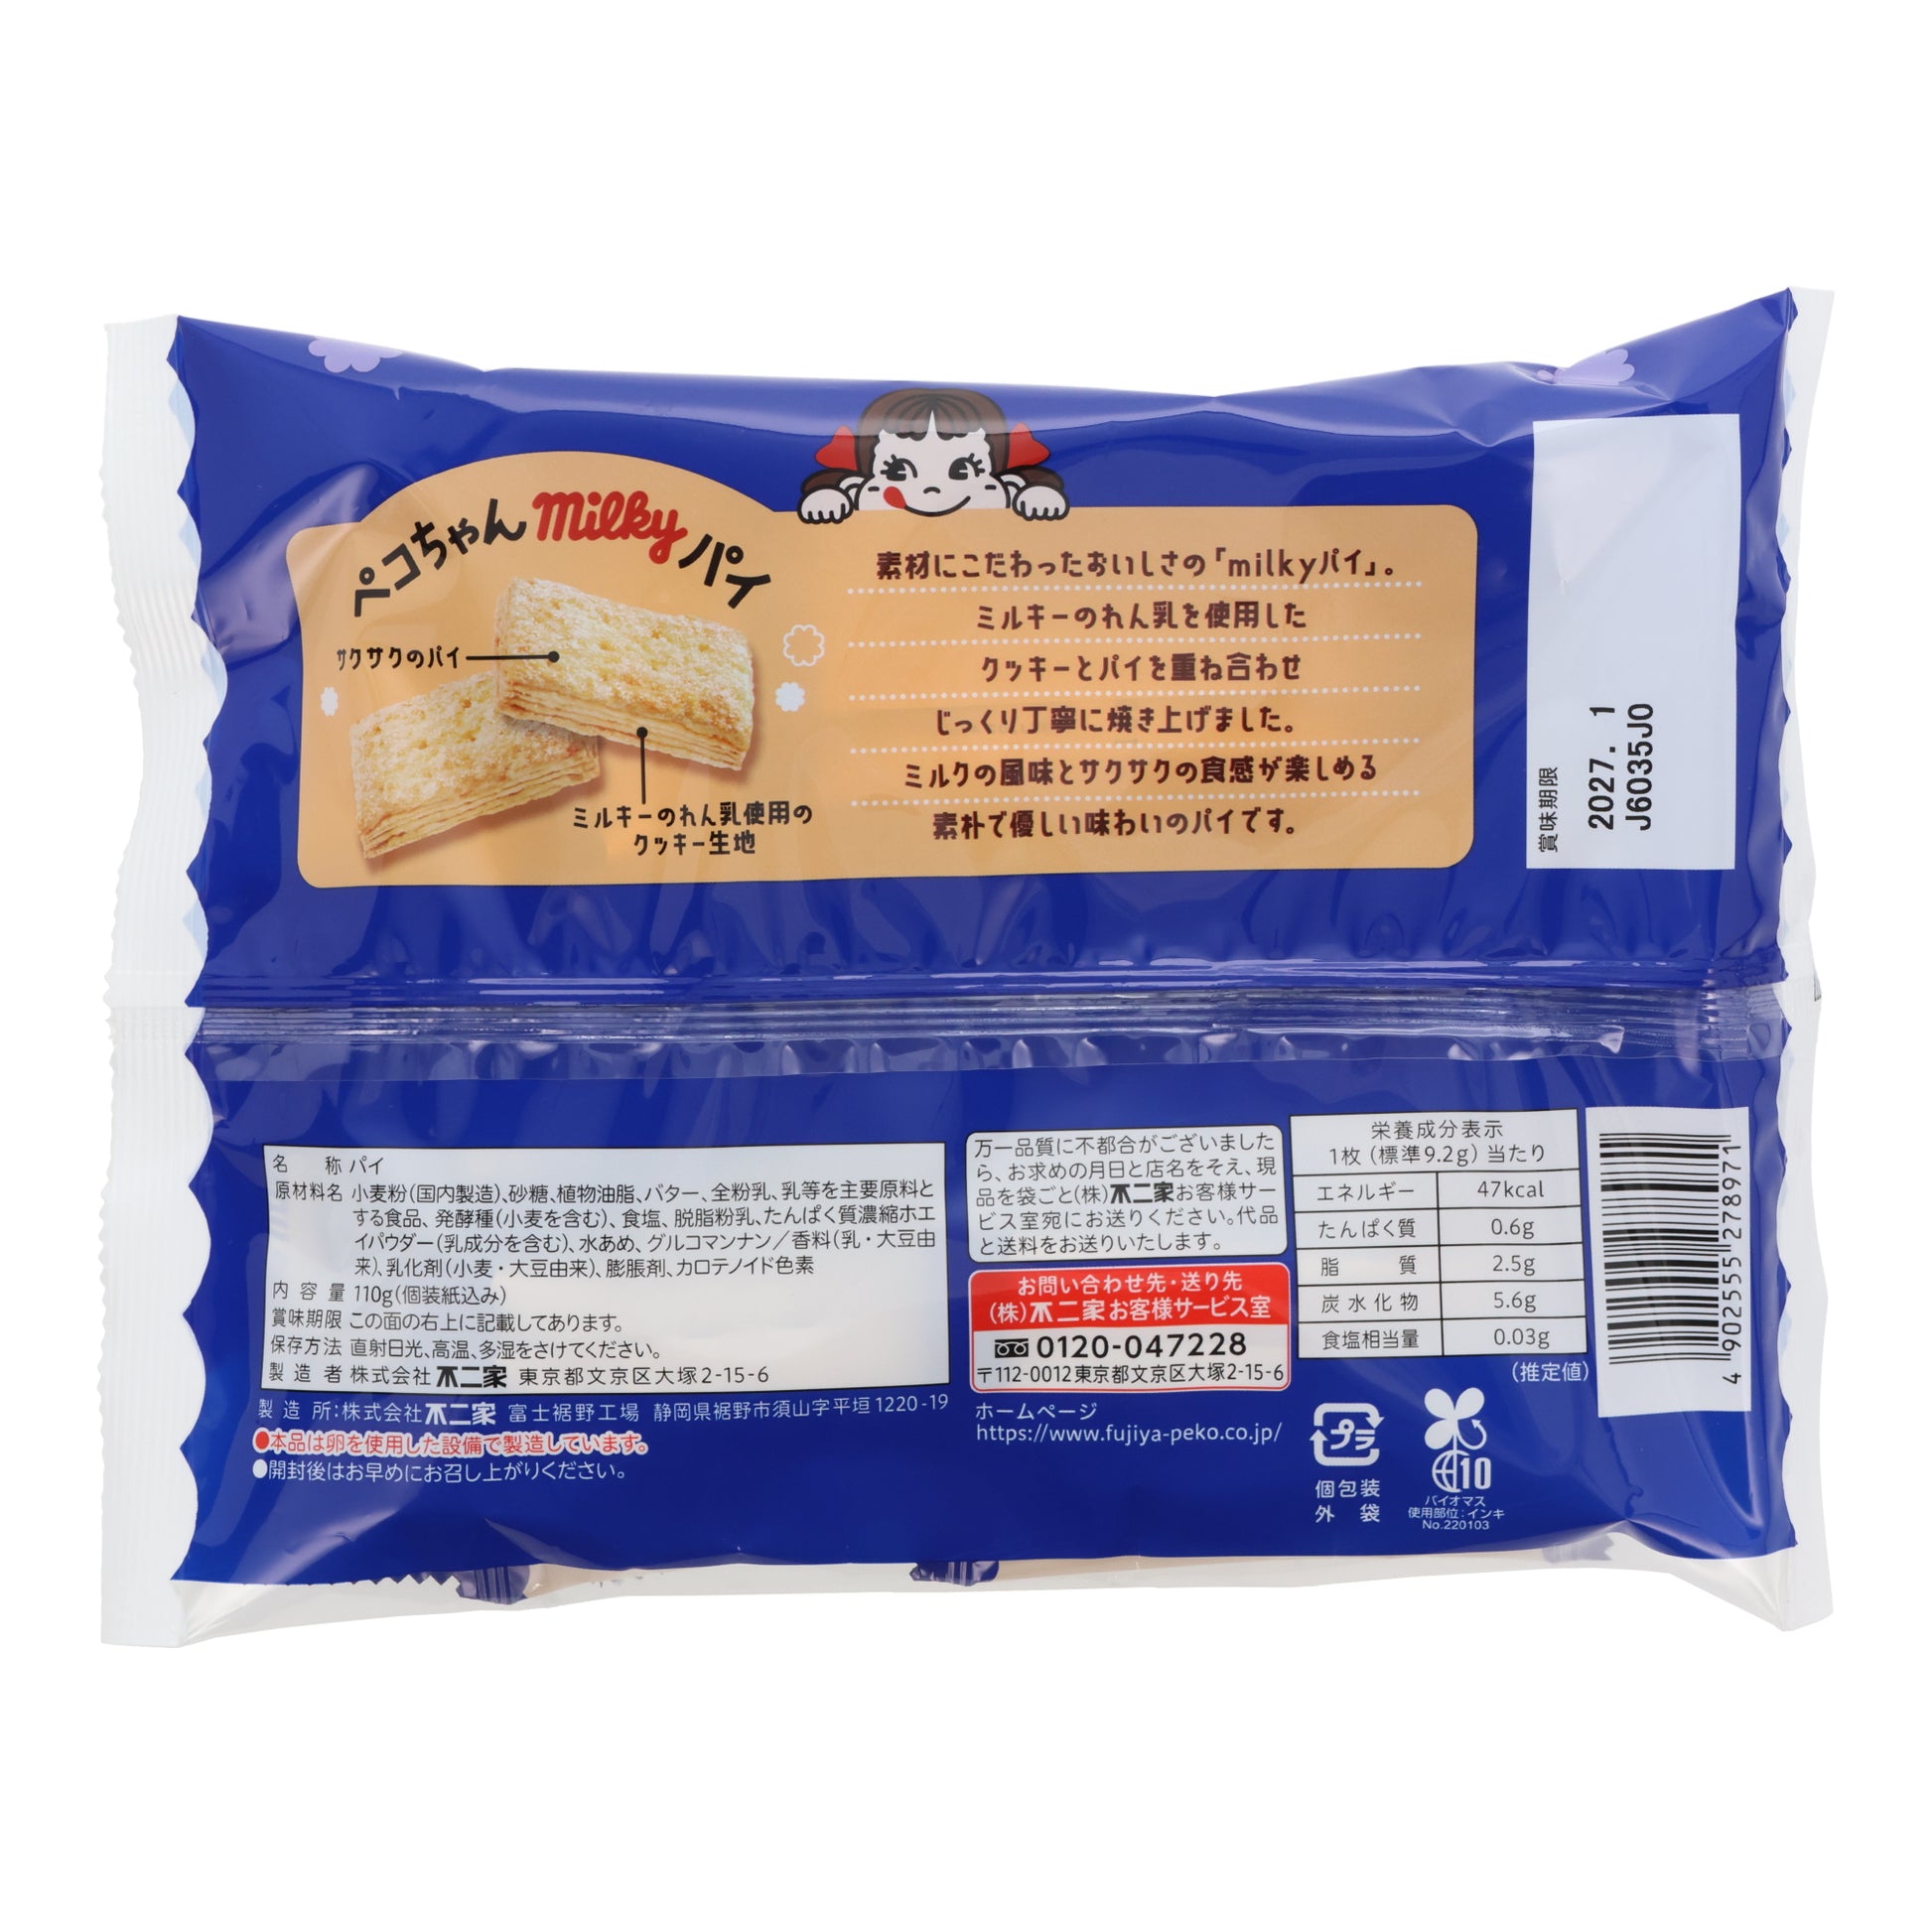 ペコちゃんmilkyパイ
サクサクのパイ
ミルキーのれん乳使用の
クッキー生地
素材にこだわったおいしさの「milkyパイ」。
ミルキーのれん乳を使用した
クッキーとパイを重ね合わせ
じっくり丁寧に焼き上げました。
ミルクの風味とサクサクの食感が楽しめる
素朴で優しい味わいのパイです。
賞味期限
2027. 1
J6035J0
名 称 パイ
原材料名 小麦粉(国内製造)、砂糖、植物油脂、バター、全粉乳、乳等を主要原料と
する食品、発酵種(小麦を含む)、食塩、脱脂粉乳、たんぱく質濃縮ホエ
イパウダー(乳成分を含む)、水あめ、グルコマンナン/香料(乳・大豆由
来)、乳化剤(小麦・大豆由来)、膨脹剤、カロテノイド色素
内容量 110g(個装紙込み)
賞味期限 この面の右上に記載してあります。
保存方法 直射日光、高温、多湿をさけてください。
製造者 株式会社 不二家 東京都文京区大塚2-15-6
製造所:株式会社不二家 富士裾野工場 静岡県裾野市須山字平垣1220-19
●本品は卵を使用した設備で製造しています。
●開封後はお早めにお召し上がりください。
万一品質に不都合がございました
ら、お求めの月日と店名をそえ、現
品を袋ごと(株)不二家お客様サー
ビス室宛にお送りください。代品
と送料をお送りいたします。
お問い合わせ先・送り先
(株)不二家お客様サービス室
0120-047228
〒112-0012東京都文京区大塚2-15-6
ホームページ
https://www.fujiya-peko.co.jp/
栄養成分表示
1枚(標準9.2g)当たり
エネルギー 47kcal
たんぱく質 0.6g
脂質 2.5g
炭水化物 5.6g
食塩相当量 0.03g
(推定値)
プラ
個包装
外 袋
10
バイオマス
使用部位:インキ
No.220103
4 902555 278971